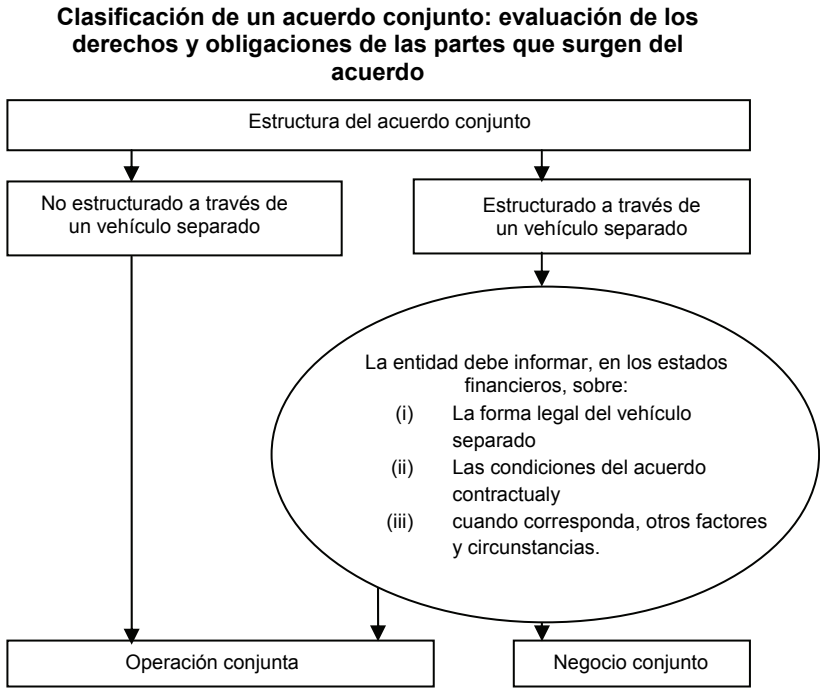 Clasificación de un acuerdo conjunto: evaluación de los
derechos y obligaciones de las partes que surgen del
acuerdo
Estructura del acuerdo conjunto
No estructurado a través de
un vehículo separado
Estructurado a través de
un vehículo separado
La entidad debe informar, en los estados
financieros, sobre:
(i) La forma legal del vehículo
separado
(ii) Las condiciones del acuerdo
contractualy
(iii) cuando corresponda, otros factores
y circunstancias.
Operación conjunta
Negocio conjunto